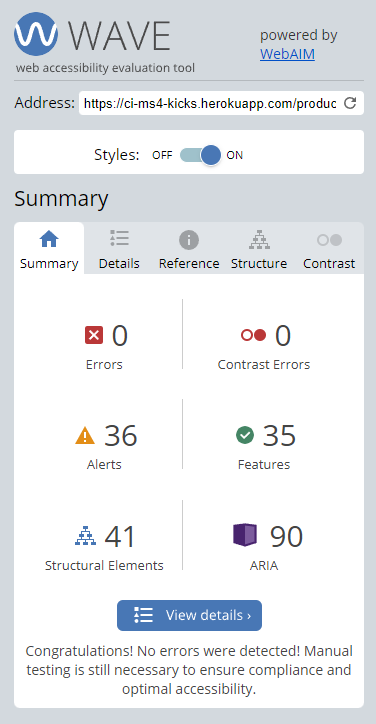 WAVE
web accessibility evaluation tool
powered by
WebAIM
Address: https://ci-ms4-kicks.herokuapp.com/produc
Styles: OFF ON
Summary
Summary Details Reference Structure Contrast
0 0
Errors Contrast Errors
36 35
Alerts Features
41 90
Structural Elements ARIA
View details ›
Congratulations! No errors were detected! Manual
testing is still necessary to ensure compliance and
optimal accessibility.